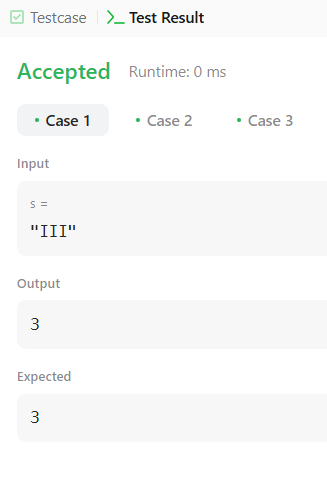 Testcase Test Result
Accepted Runtime: 0 ms
• Case 1 • Case 2 • Case 3
Input
s =
"III"
Output
3
Expected
3